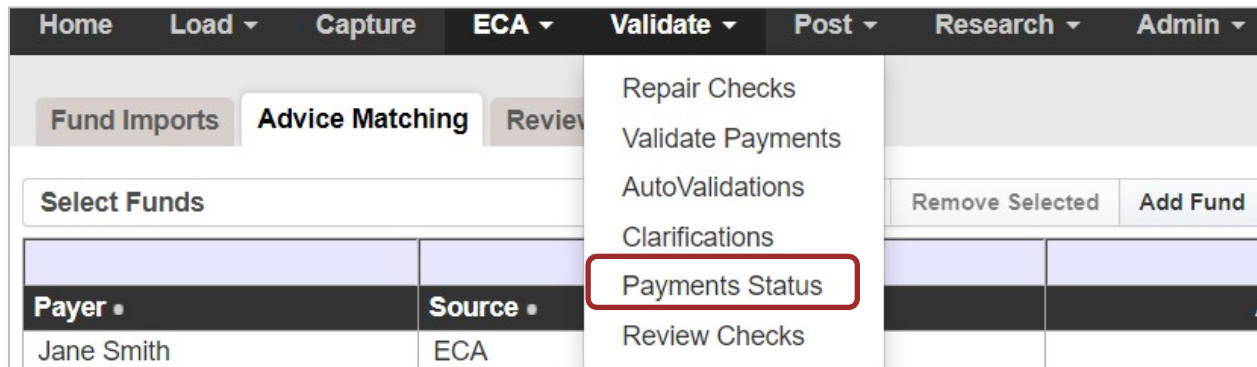 Home Load Capture ECA Validate Post Research Admin
Fund Imports Advice Matching
Repair Checks
Validate Payments
AutoValidations
Clarifications
Payments Status
Review Checks
Select Funds Remove Selected Add Fund
Payer Source
Jane Smith ECA